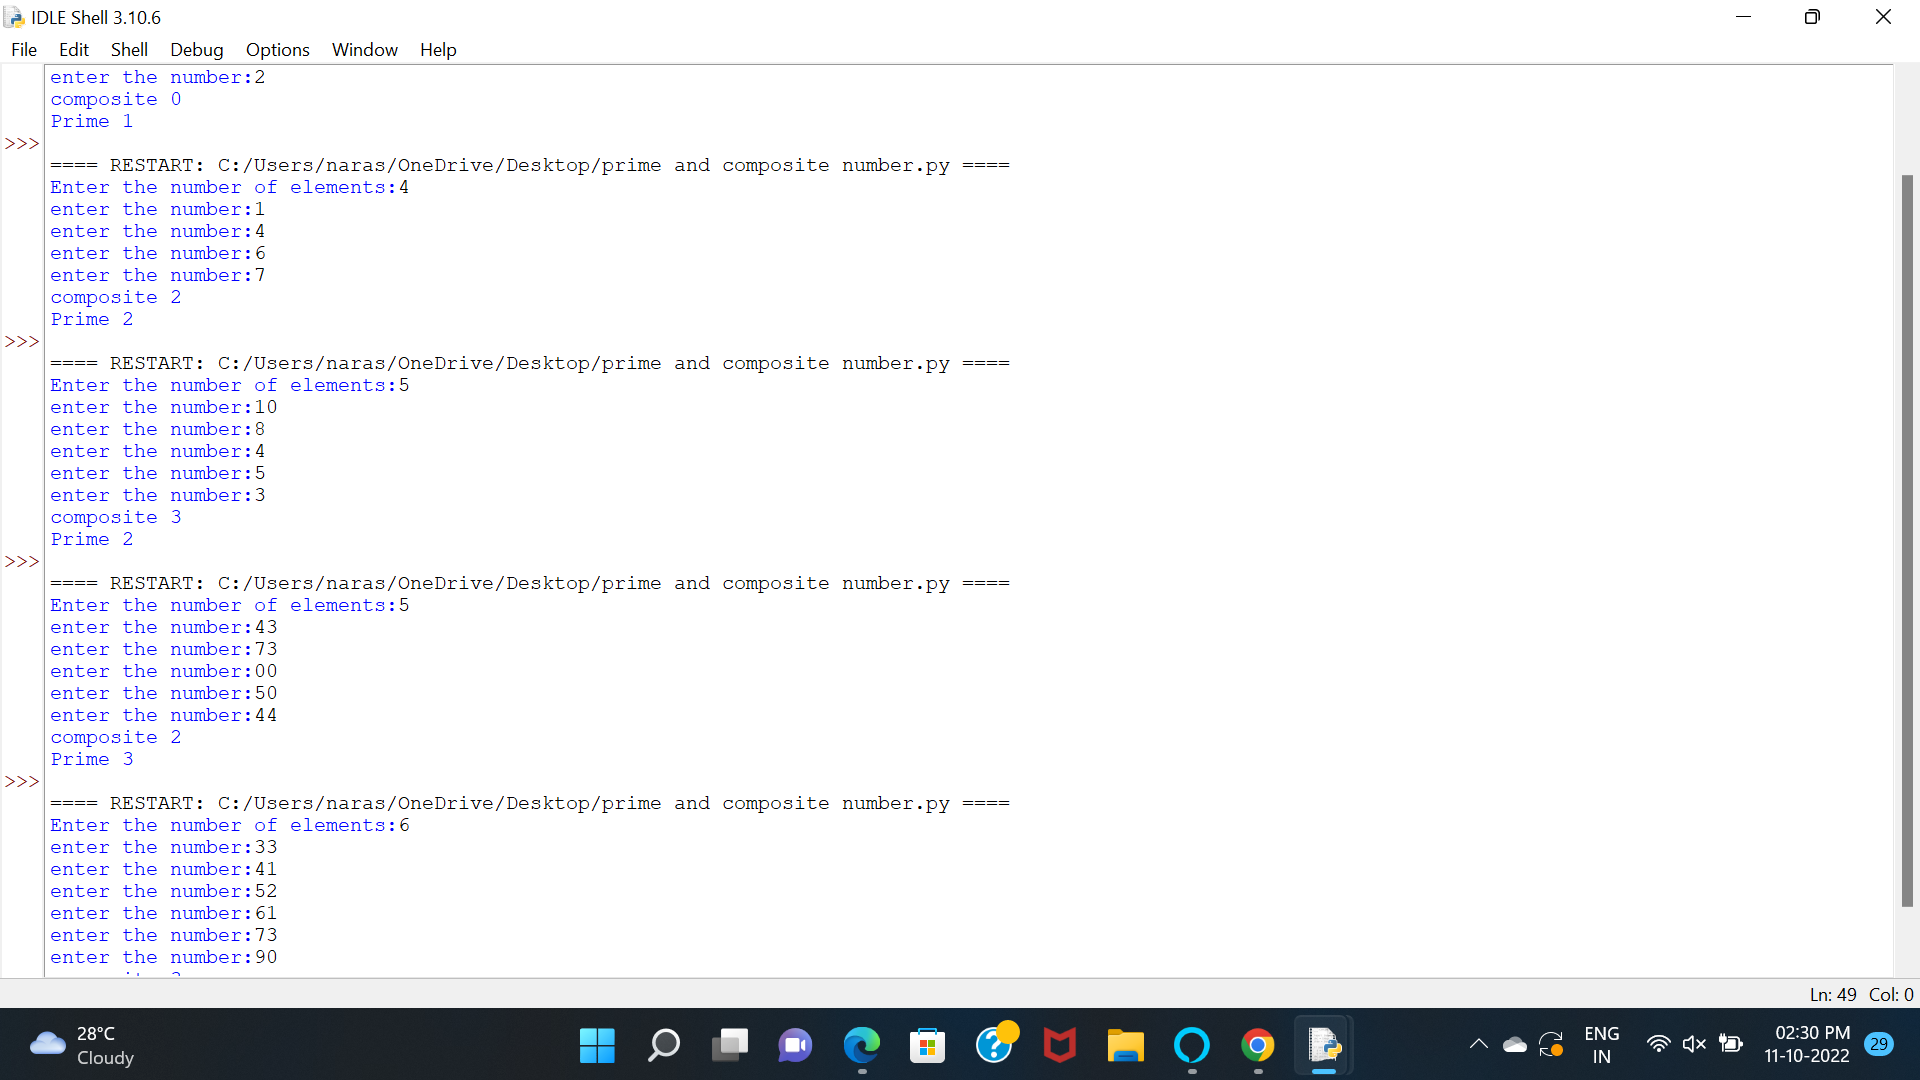 IDLE Shell 3.10.6
File Edit Shell Debug Options Window Help
enter the number:2
composite 0
Prime 1
>>>
==== RESTART: C:/Users/naras/OneDrive/Desktop/prime and composite number.py ====
Enter the number of elements:4
enter the number:1
enter the number:4
enter the number:6
enter the number:7
composite 2
Prime 2
>>>
==== RESTART: C:/Users/naras/OneDrive/Desktop/prime and composite number.py ====
Enter the number of elements:5
enter the number:10
enter the number:8
enter the number:4
enter the number:5
enter the number:3
composite 3
Prime 2
>>>
==== RESTART: C:/Users/naras/OneDrive/Desktop/prime and composite number.py ====
Enter the number of elements:5
enter the number:43
enter the number:73
enter the number:00
enter the number:50
enter the number:44
composite 2
Prime 3
>>>
==== RESTART: C:/Users/naras/OneDrive/Desktop/prime and composite number.py ====
Enter the number of elements:6
enter the number:33
enter the number:41
enter the number:52
enter the number:61
enter the number:73
enter the number:90
Ln: 49 Col: 0
28°C
Cloudy
ENG
IN
02:30 PM
11-10-2022
29